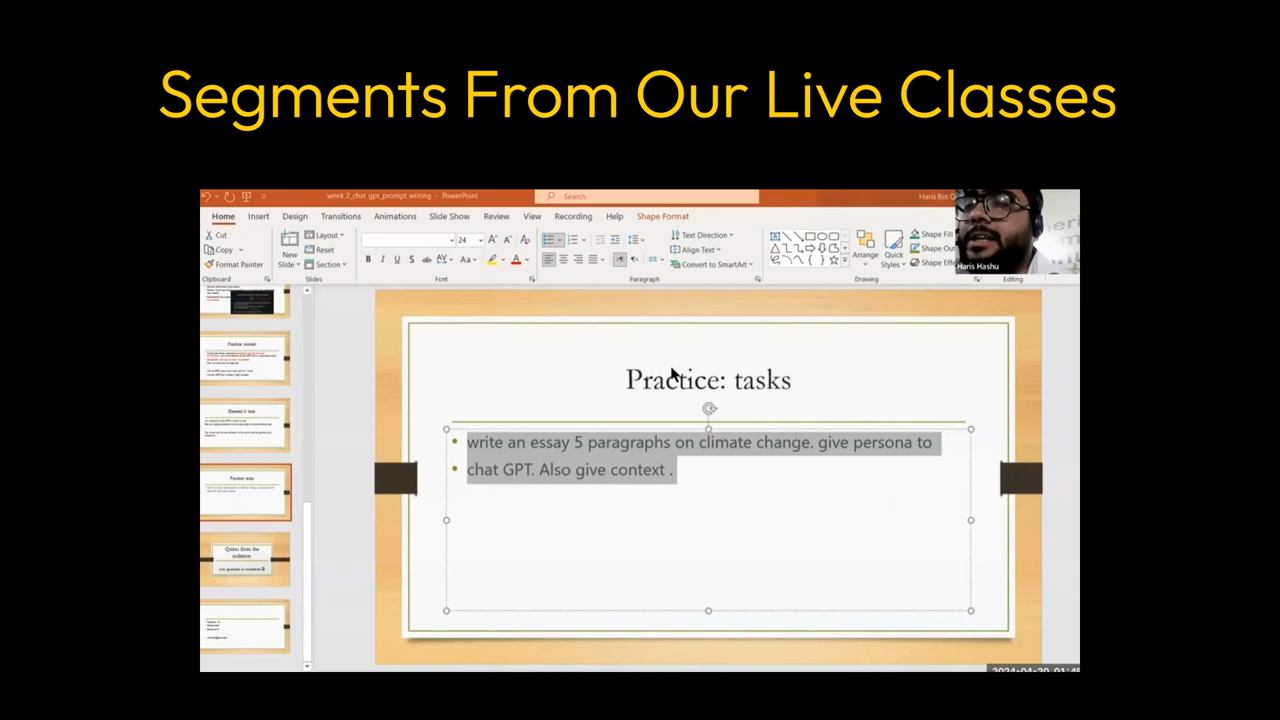 Segments From Our Live Classes
week 2_chat gpt_prompt writing - PowerPoint
Search
Haris Bin
Home Insert Design Transitions Animations Slide Show Review View Recording Help Shape Format
Cut
Copy
Format Painter
Clipboard
New
Slide
Layout
Reset
Section
Slides
24
Font
Text Direction
Align Text
Convert to SmartArt
Paragraph
Arrange
Quick
Styles
Shape Fill
Drawing
Editing
Haris Hashu
Practice: tasks
write an essay 5 paragraphs on climate change. give persona to
chat GPT. Also give context .
Practice tasks
Quires from the
audience